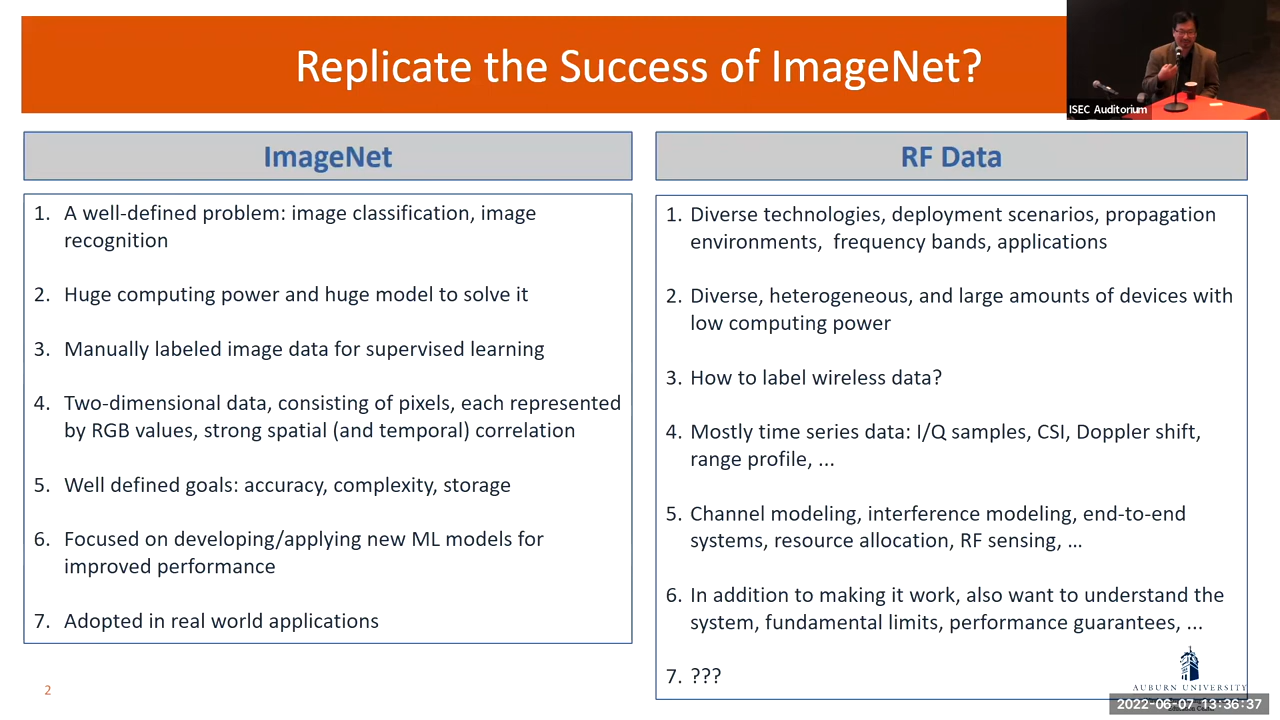 Replicate the Success of ImageNet?
ISEC Auditorium
ImageNet
1. A well-defined problem: image classification, image
recognition
2. Huge computing power and huge model to solve it
3. Manually labeled image data for supervised learning
4. Two-dimensional data, consisting of pixels, each represented
by RGB values, strong spatial (and temporal) correlation
5. Well defined goals: accuracy, complexity, storage
6. Focused on developing/applying new ML models for
improved performance
7. Adopted in real world applications
RF Data
1. Diverse technologies, deployment scenarios, propagation
environments, frequency bands, applications
2. Diverse, heterogeneous, and large amounts of devices with
low computing power
3. How to label wireless data?
4. Mostly time series data: I/Q samples, CSI, Doppler shift,
range profile, ...
5. Channel modeling, interference modeling, end-to-end
systems, resource allocation, RF sensing, ...
6. In addition to making it work, also want to understand the
system, fundamental limits, performance guarantees, ...
7. ???
2
AUBURN UNIVERSITY
2022-06-07 13:36:37